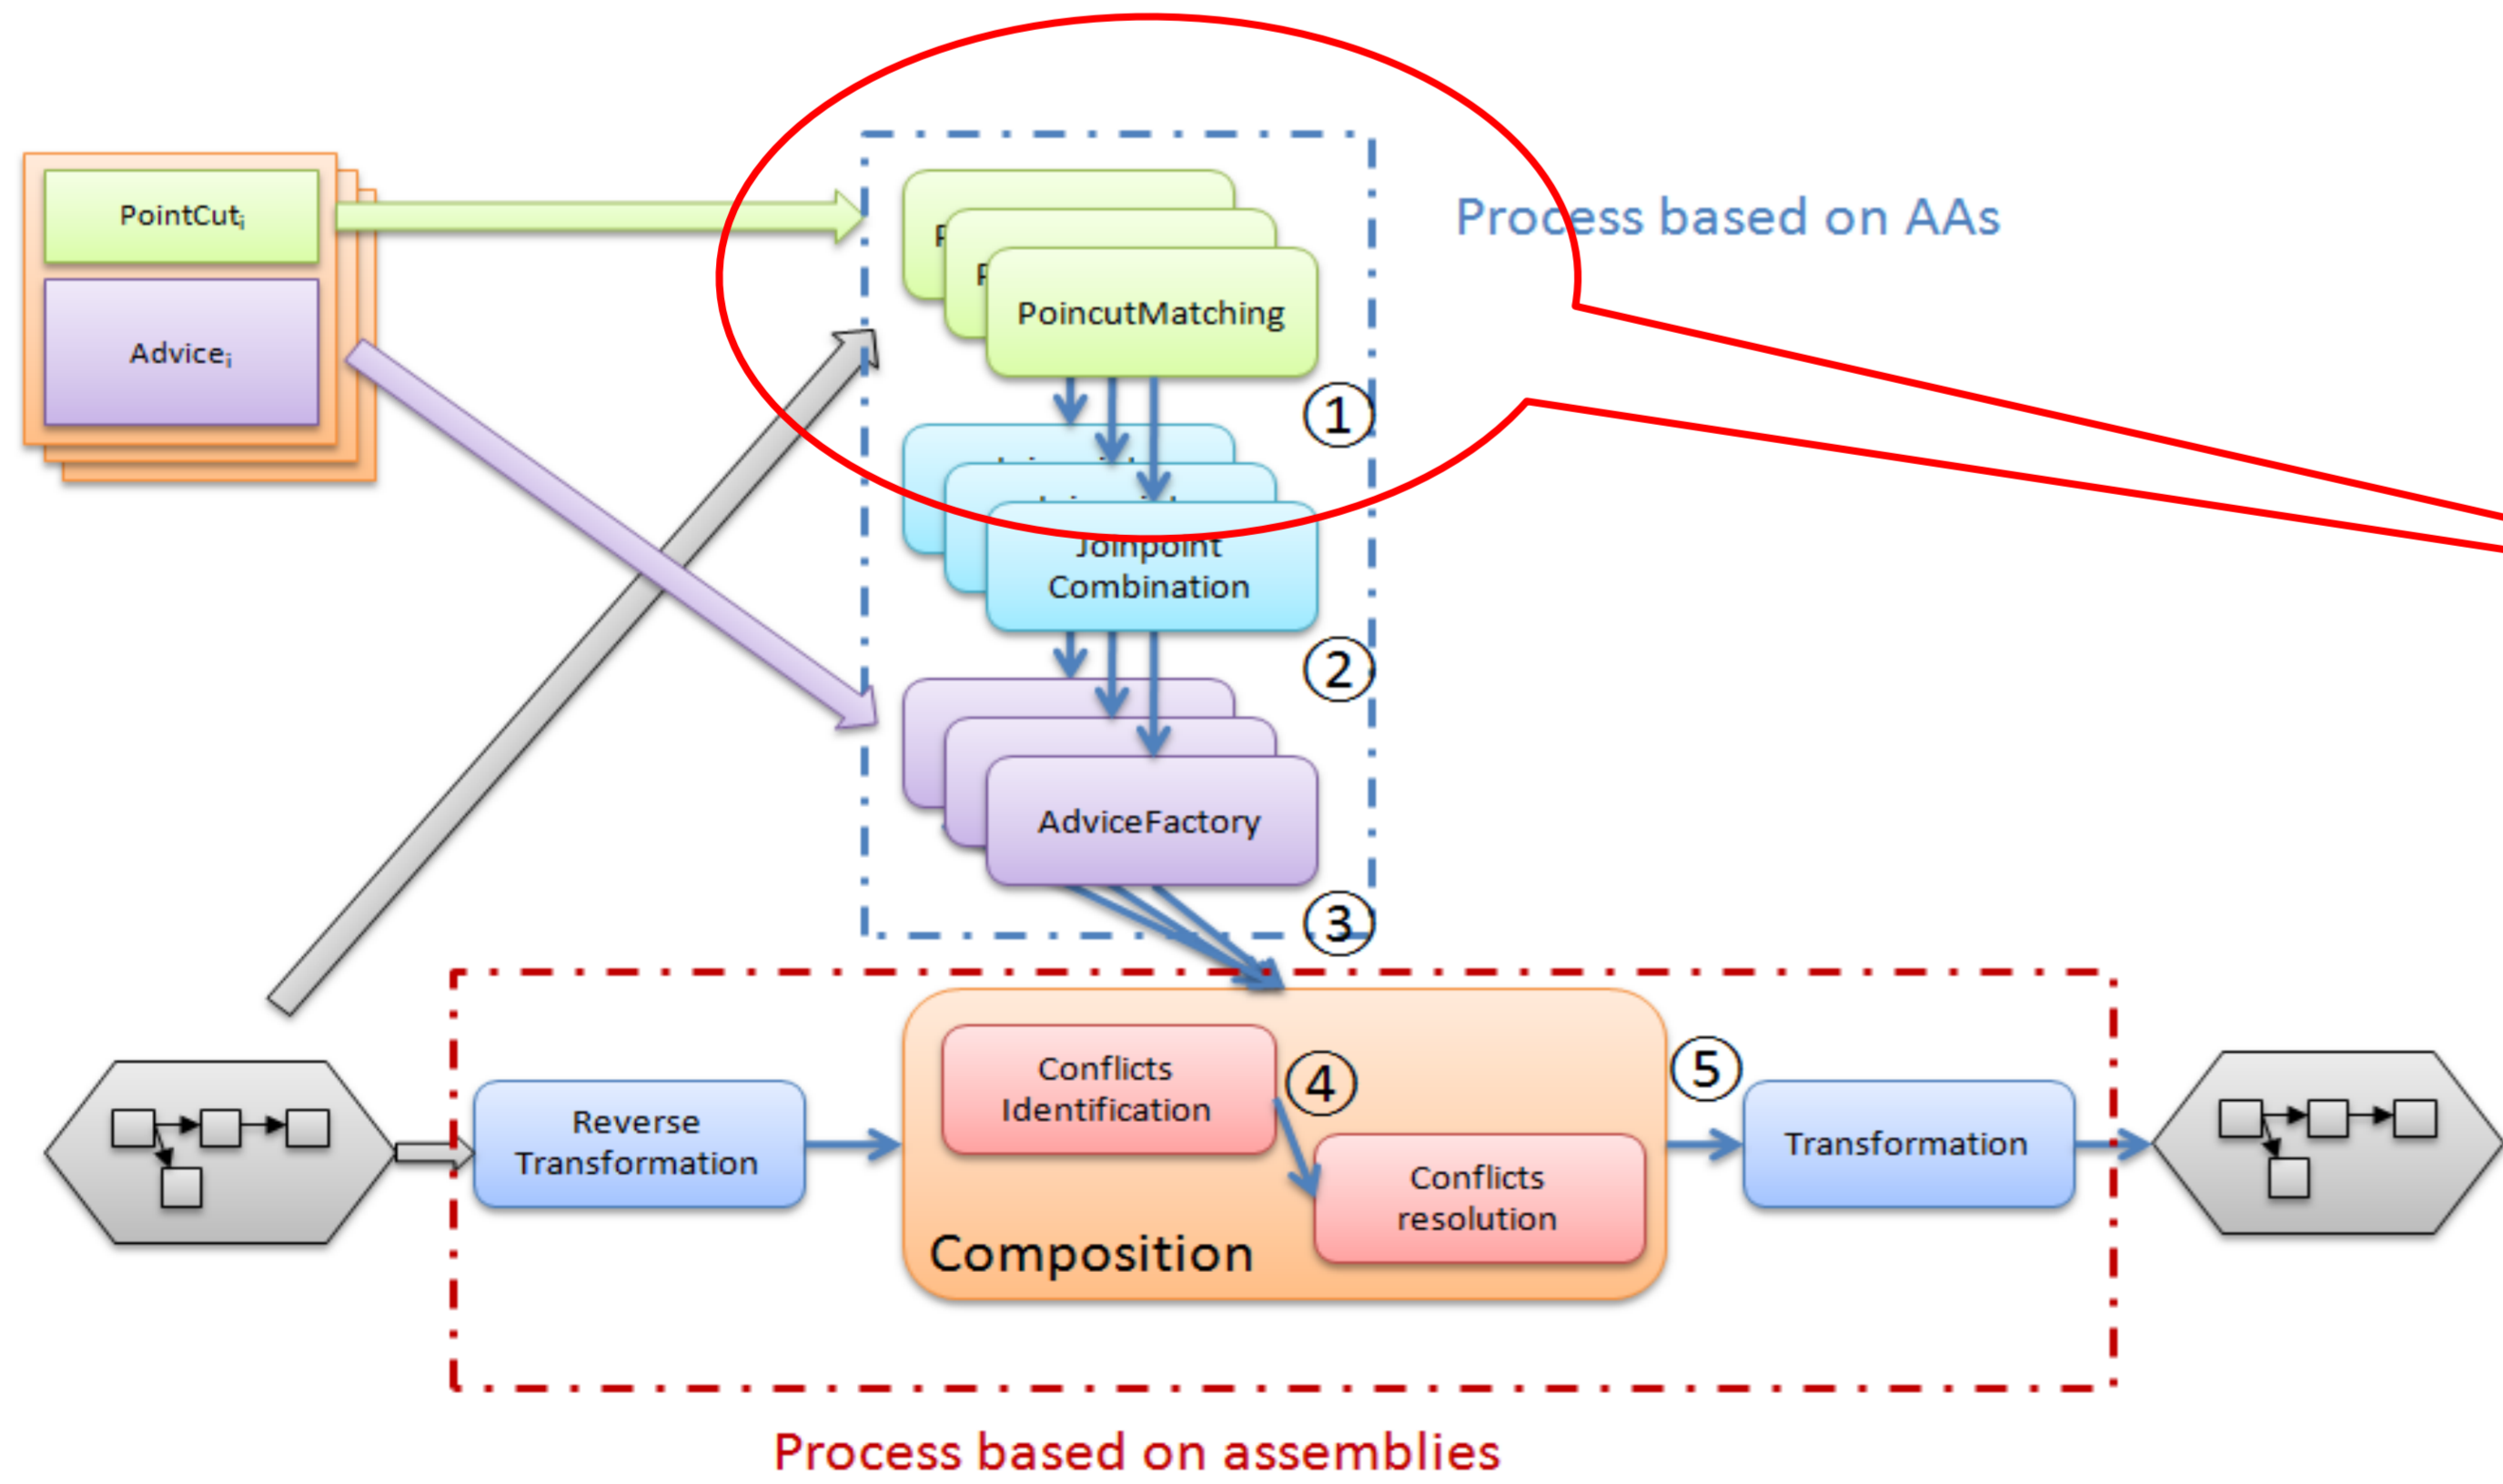 PointCuti
Advicei
Process based on AAs
PoincutMatching
1
Joinpoint
Combination
2
AdviceFactory
3
Conflicts
Identification
4
5
Reverse
Transformation
Conflicts
resolution
Transformation
Composition
Process based on assemblies